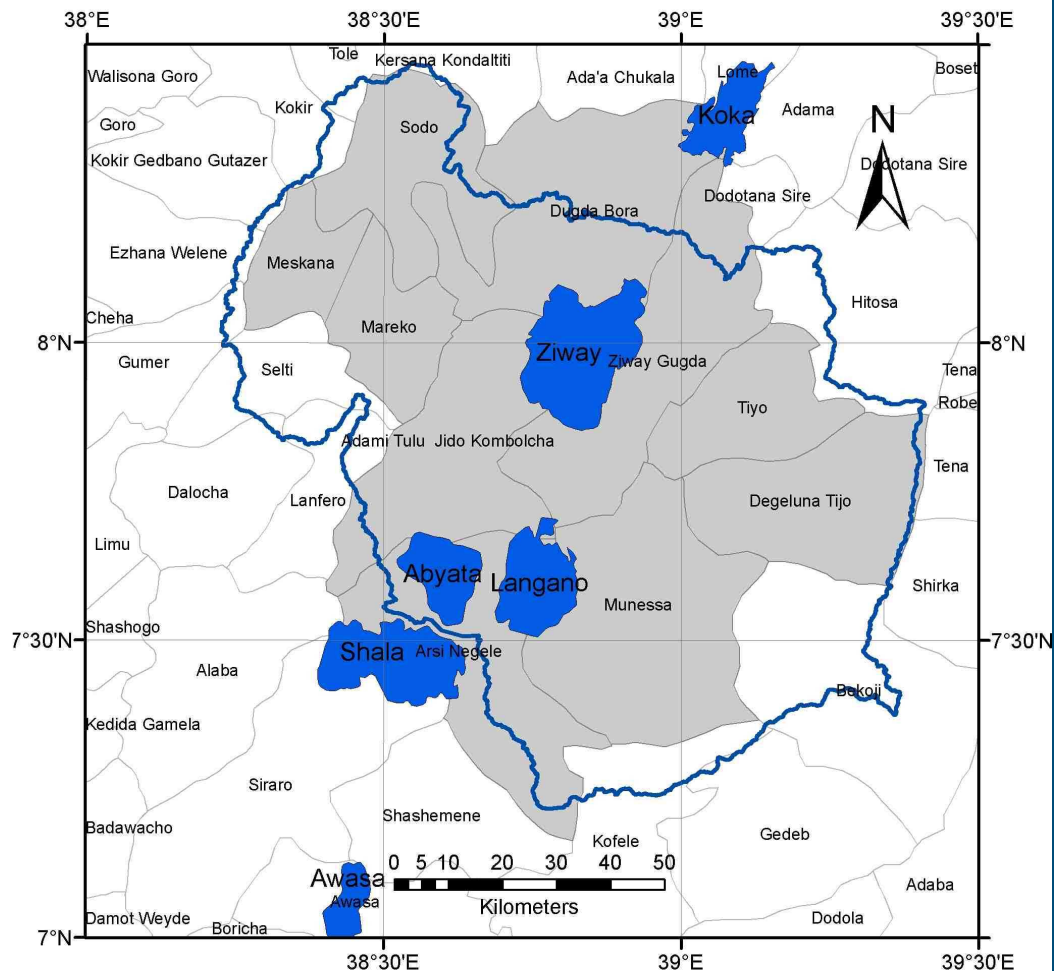 38°E 38°30'E 39°E 39°30'E
Tole
Kersana Kondaltiti
Walisona Goro
Ada'a Chukala
Lome
Boset
Kokir
Koka
Adama
Goro
Sodo
N
Kokir Gedbano Gutazer
Dodotana Sire
Dodotana Sire
Dugda Bora
Ezhana Welene
Meskana
Hitosa
Cheha
Mareko
8°N
8°N
Ziway
Ziway Gugda
Gumer
Selti
Tena
Robe
Tiyo
Adami Tulu Jido Kombolcha
Tena
Dalocha
Lanfero
Degeluna Tijo
Limu
Abyata
Langano
Shirka
Munessa
Shashogo
7°30'N
7°30'N
Shala
Arsi Negele
Alaba
Bekoji
Kedida Gamela
Siraro
Shashemene
Badawacho
Kofele
Gedeb
0 5 10 20 30 40 50
Kilometers
Awasa
Awasa
Adaba
Damot Weyde
Boricha
Dodola
7°N
7°N
38°30'E 39°E 39°30'E